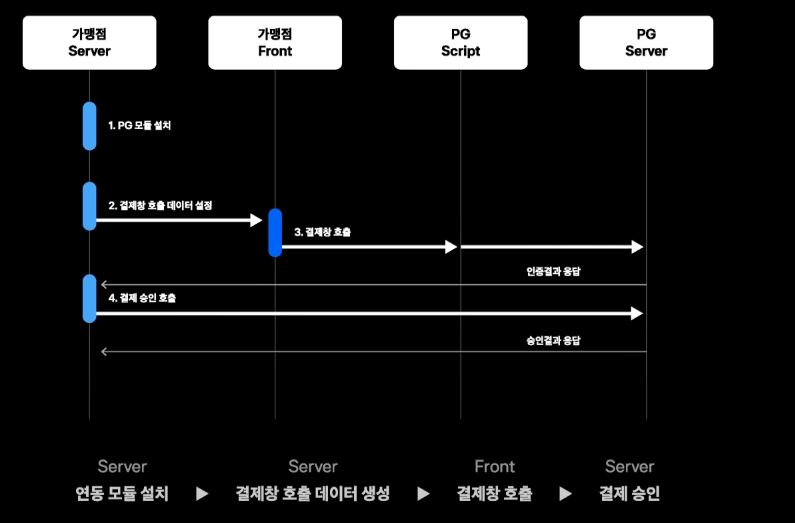 가맹점
Server
가맹점
Front
PG
Script
PG
Server
1. PG 모듈 설치
2. 결제창 호출 데이터 설정
3. 결제창 호출
인증결과 응답
4. 결제 승인 호출
승인결과 응답
Server
연동 모듈 설치
Server
결제창 호출 데이터 생성
Front
결제창 호출
Server
결제 승인